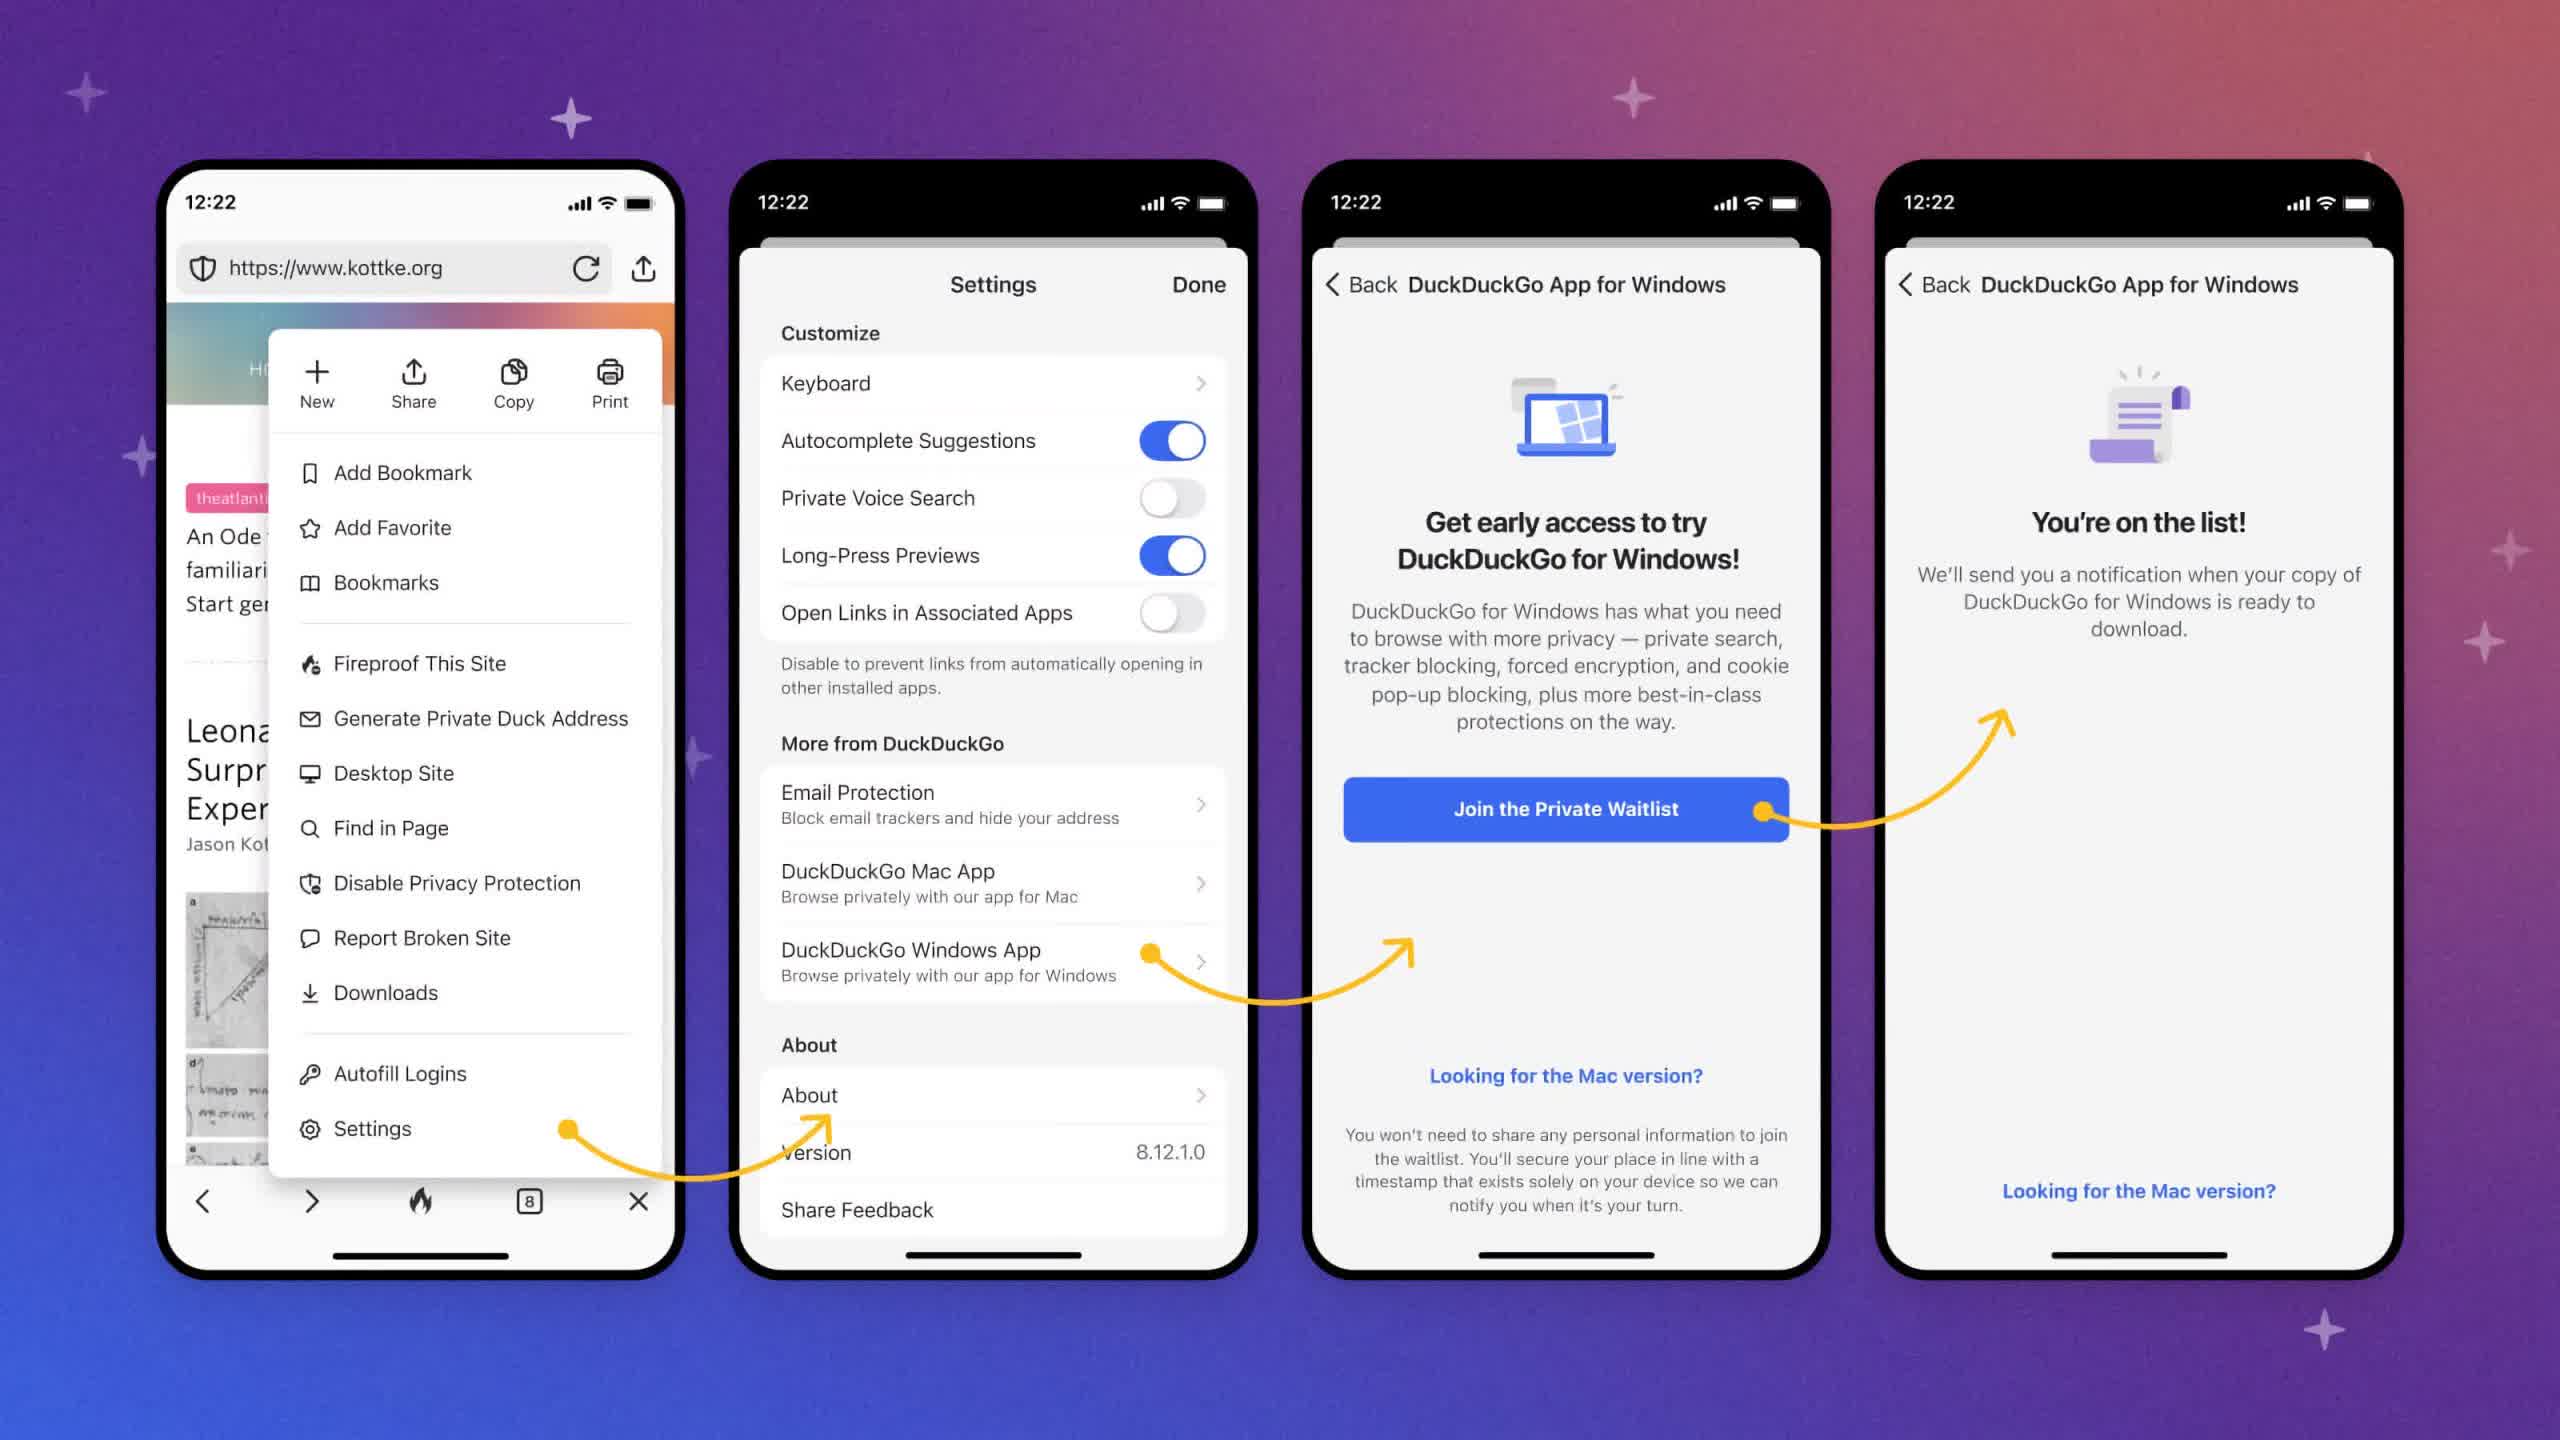 12:22
https://www.kottke.org
New
Share
Copy
Print
theatlanti
An Ode
familiari
Start ger
Leona
Surpr
Exper
Jason Kot
Add Bookmark
Add Favorite
Bookmarks
Fireproof This Site
Generate Private Duck Address
Desktop Site
Find in Page
Disable Privacy Protection
Report Broken Site
Downloads
Autofill Logins
Settings
8
12:22
Settings
Done
Customize
Keyboard
Autocomplete Suggestions
Private Voice Search
Long-Press Previews
Open Links in Associated Apps
Disable to prevent links from automatically opening in
other installed apps.
More from DuckDuckGo
Email Protection
Block email trackers and hide your address
DuckDuckGo Mac App
Browse privately with our app for Mac
DuckDuckGo Windows App
Browse privately with our app for Windows
About
About
Version
8.12.1.0
Share Feedback
12:22
Back DuckDuckGo App for Windows
Get early access to try
DuckDuckGo for Windows!
DuckDuckGo for Windows has what you need
to browse with more privacy — private search,
tracker blocking, forced encryption, and cookie
pop-up blocking, plus more best-in-class
protections on the way.
Join the Private Waitlist
Looking for the Mac version?
You won't need to share any personal information to join
the waitlist. You'll secure your place in line with a
timestamp that exists solely on your device so we can
notify you when it's your turn.
12:22
Back DuckDuckGo App for Windows
You're on the list!
We'll send you a notification when your copy of
DuckDuckGo for Windows is ready to
download.
Looking for the Mac version?